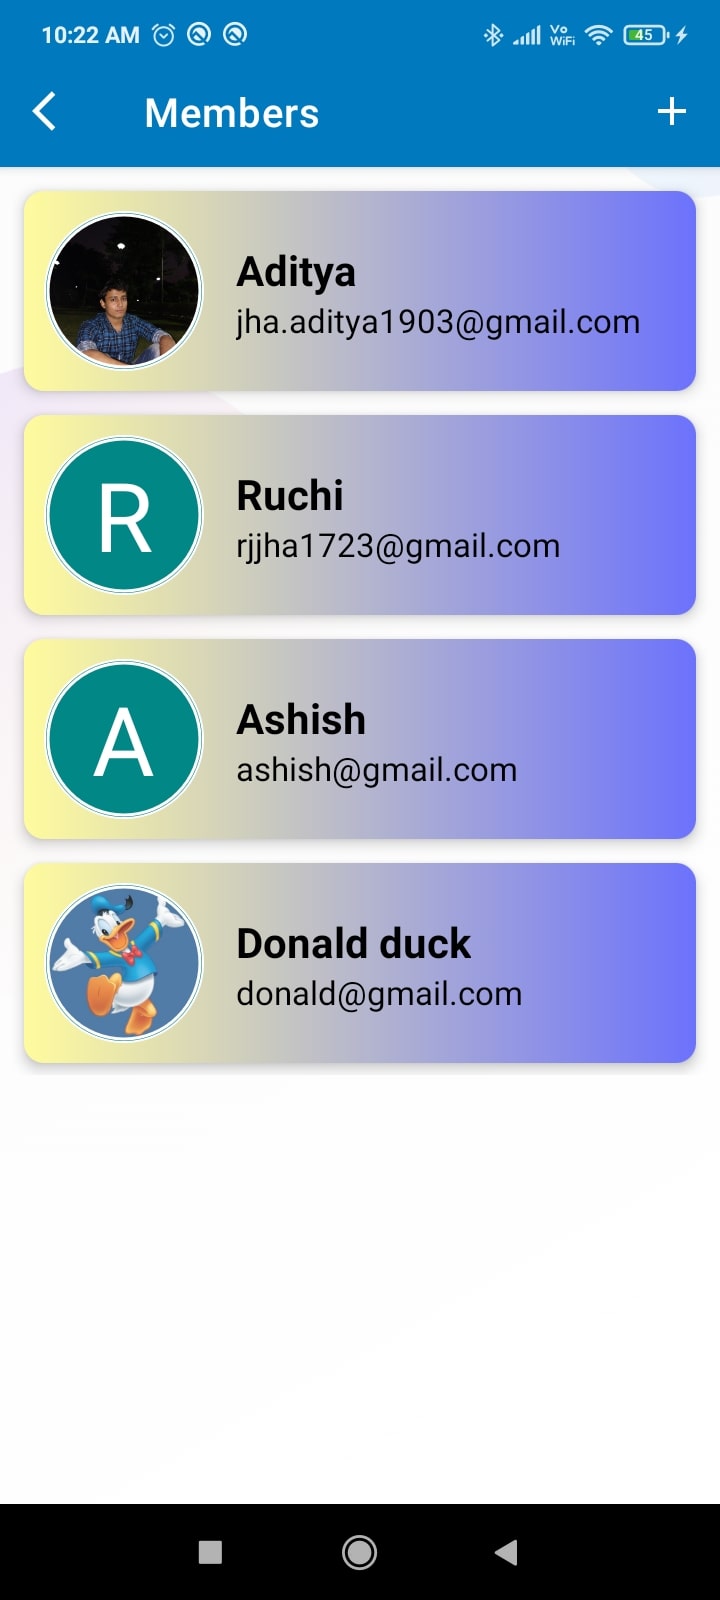 10:22 AM
Vo
WiFi
45
Members
Aditya
jha.aditya1903@gmail.com
R
Ruchi
rjjha1723@gmail.com
A
Ashish
ashish@gmail.com
Donald duck
donald@gmail.com